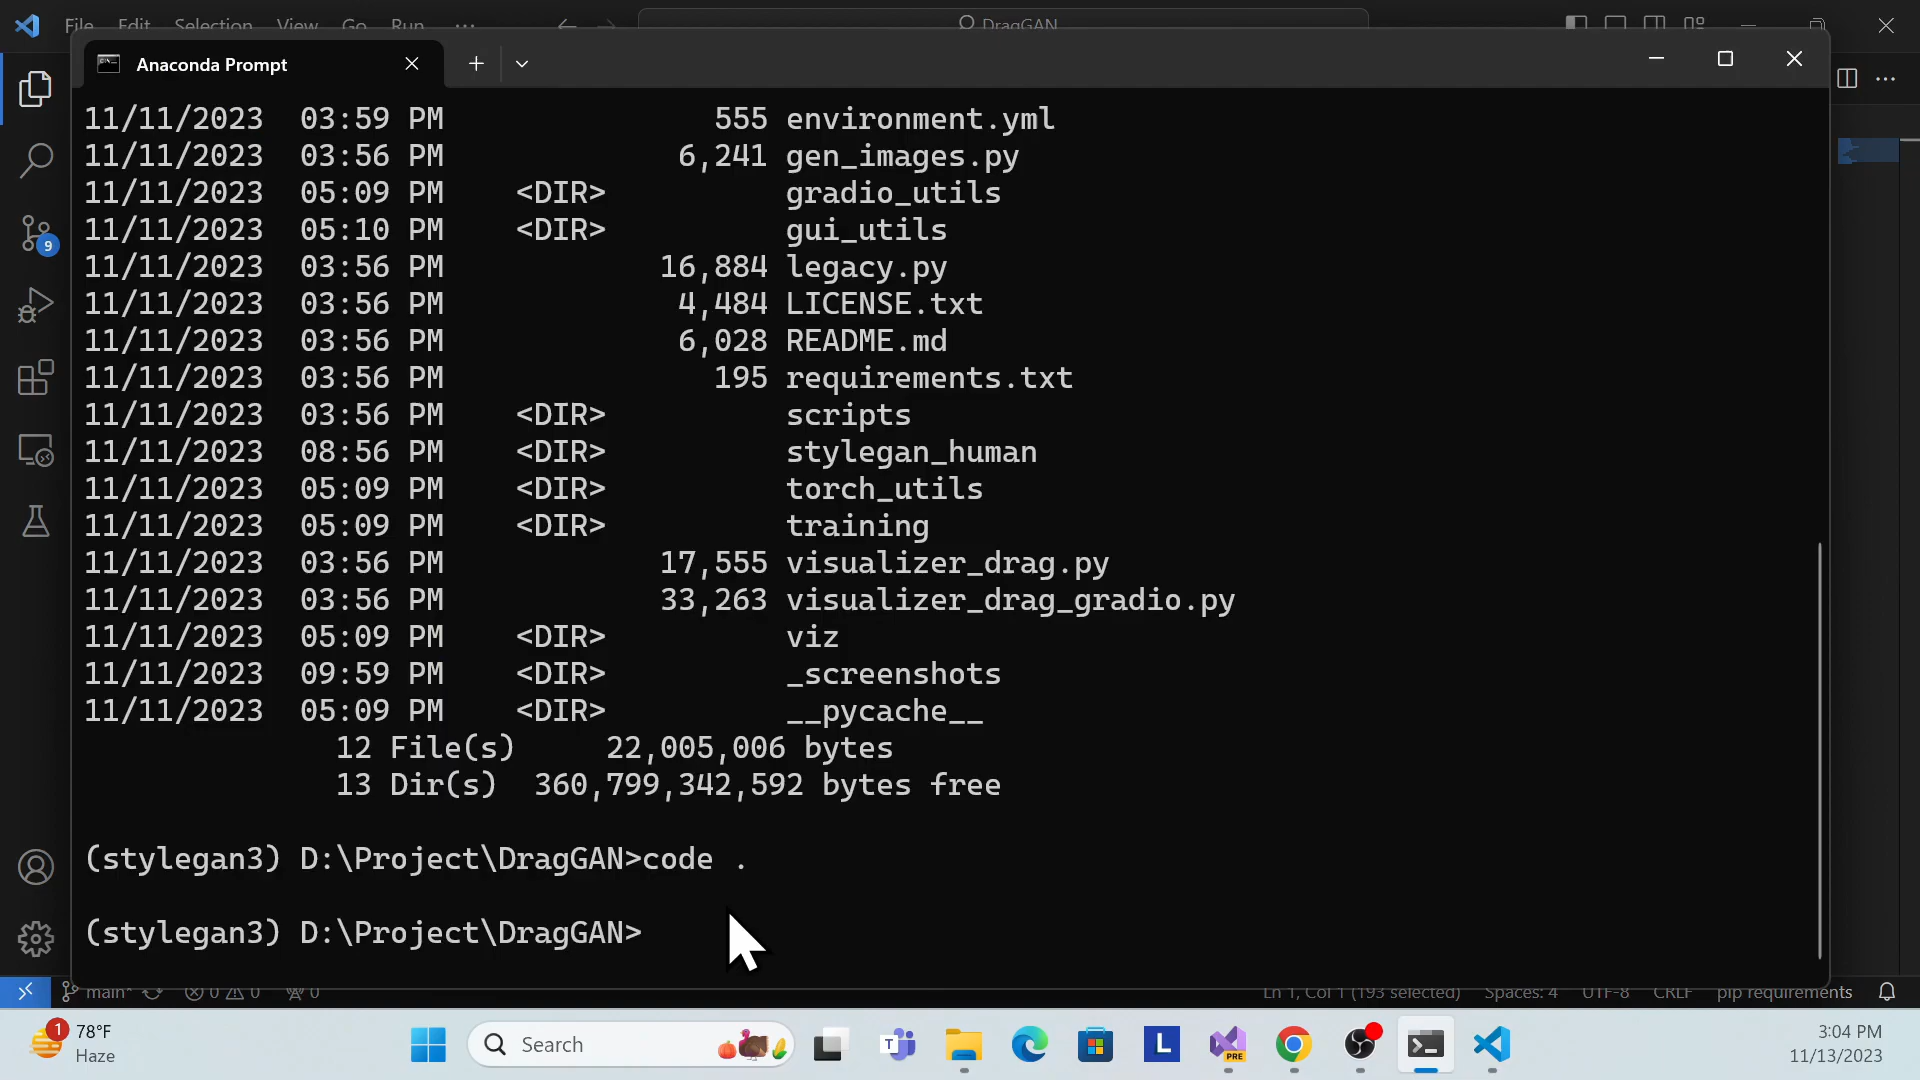 File Edit Selection View Go Run ··· DragGAN
Anaconda Prompt
11/11/2023 03:59 PM 555 environment.yml
11/11/2023 03:56 PM 6,241 gen_images.py
11/11/2023 05:09 PM <DIR> gradio_utils
11/11/2023 05:10 PM <DIR> gui_utils
11/11/2023 03:56 PM 16,884 legacy.py
11/11/2023 03:56 PM 4,484 LICENSE.txt
11/11/2023 03:56 PM 6,028 README.md
11/11/2023 03:56 PM 195 requirements.txt
11/11/2023 03:56 PM <DIR> scripts
11/11/2023 08:56 PM <DIR> stylegan_human
11/11/2023 05:09 PM <DIR> torch_utils
11/11/2023 05:09 PM <DIR> training
11/11/2023 03:56 PM 17,555 visualizer_drag.py
11/11/2023 03:56 PM 33,263 visualizer_drag_gradio.py
11/11/2023 05:09 PM <DIR> viz
11/11/2023 09:59 PM <DIR> _screenshots
11/11/2023 05:09 PM <DIR> __pycache__
12 File(s) 22,005,006 bytes
13 Dir(s) 360,799,342,592 bytes free
(stylegan3) D:\Project\DragGAN>code .
(stylegan3) D:\Project\DragGAN>
9
main* 0 0 0 Ln 1, Col 1 (193 selected) Spaces: 4 UTF-8 CRLF pip requirements
1
78°F
Haze
Search
T
L
PRE
3:04 PM
11/13/2023